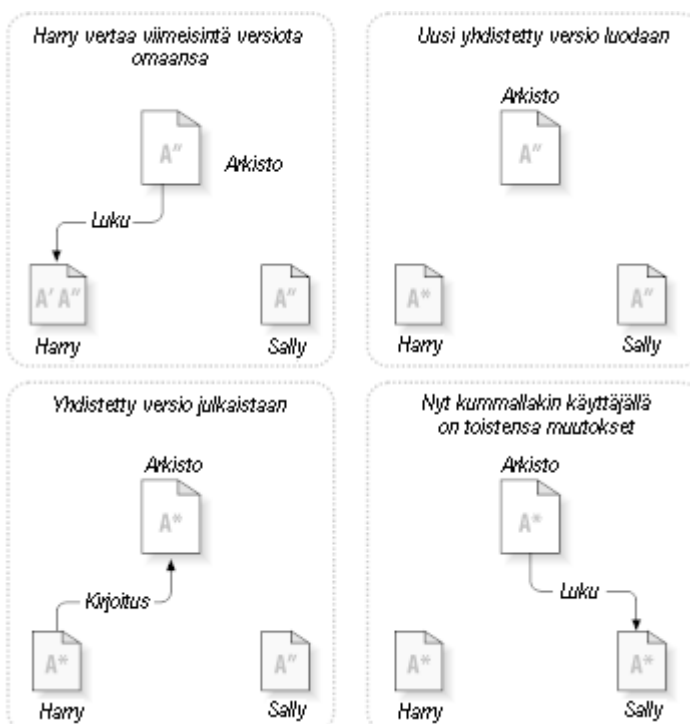 Harry vertaa viimeisintä versiota
omaansa
A″
Arkisto
Luku
A′ A″
Harry
A″
Sally
Uusi yhdistetty versio luodaan
Arkisto
A″
A*
Harry
A″
Sally
Yhdistetty versio julkaistaan
Arkisto
A*
Kirjoitus
A*
Harry
A″
Sally
Nyt kummallakin käyttäjällä
on toistensa muutokset
Arkisto
A*
Luku
A*
Harry
A*
Sally